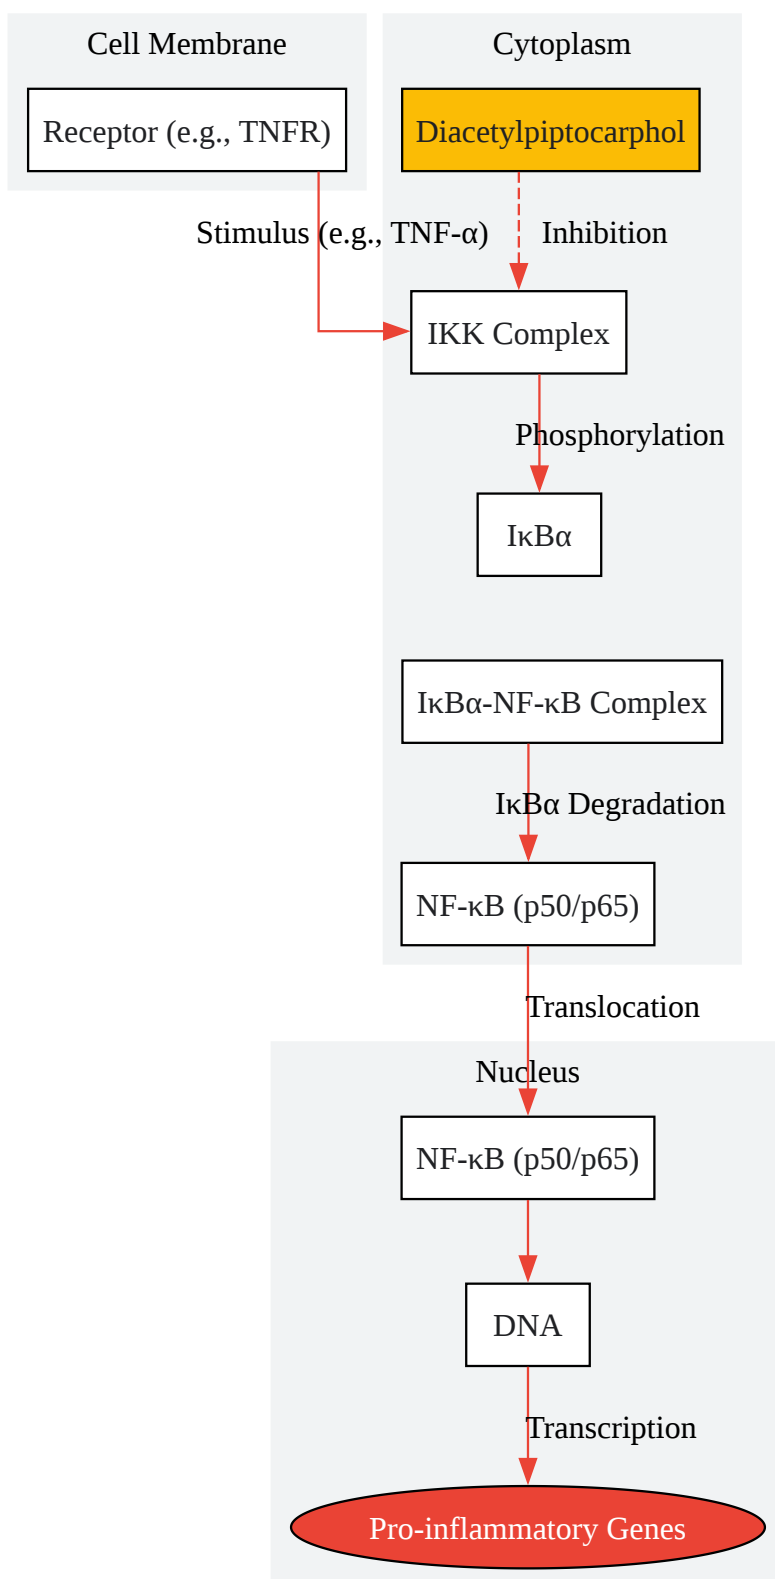 Cell Membrane
Cytoplasm
Receptor (e.g., TNFR)
Diacetylpiptocarphol
Stimulus (e.g., TNF-α)
Inhibition
IKK Complex
Phosphorylation
IκBα
IκBα-NF-κB Complex
IκBα Degradation
NF-κB (p50/p65)
Translocation
Nucleus
NF-κB (p50/p65)
DNA
Transcription
Pro-inflammatory Genes